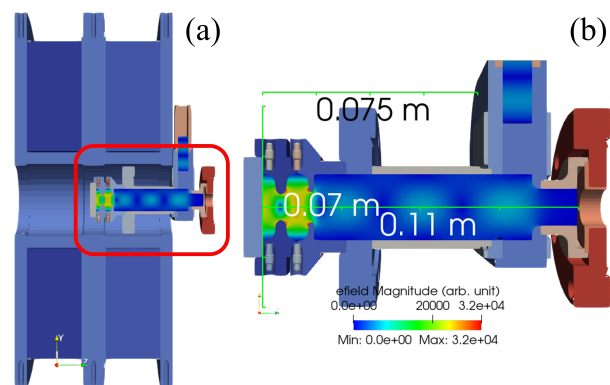 (a)
(b)
0.075 m
0.07 m
0.11 m
efield Magnitude (arb. unit)
0.0e+00 20000 3.2e+04
Min: 0.0e+00 Max: 3.2e+04
Y
Z